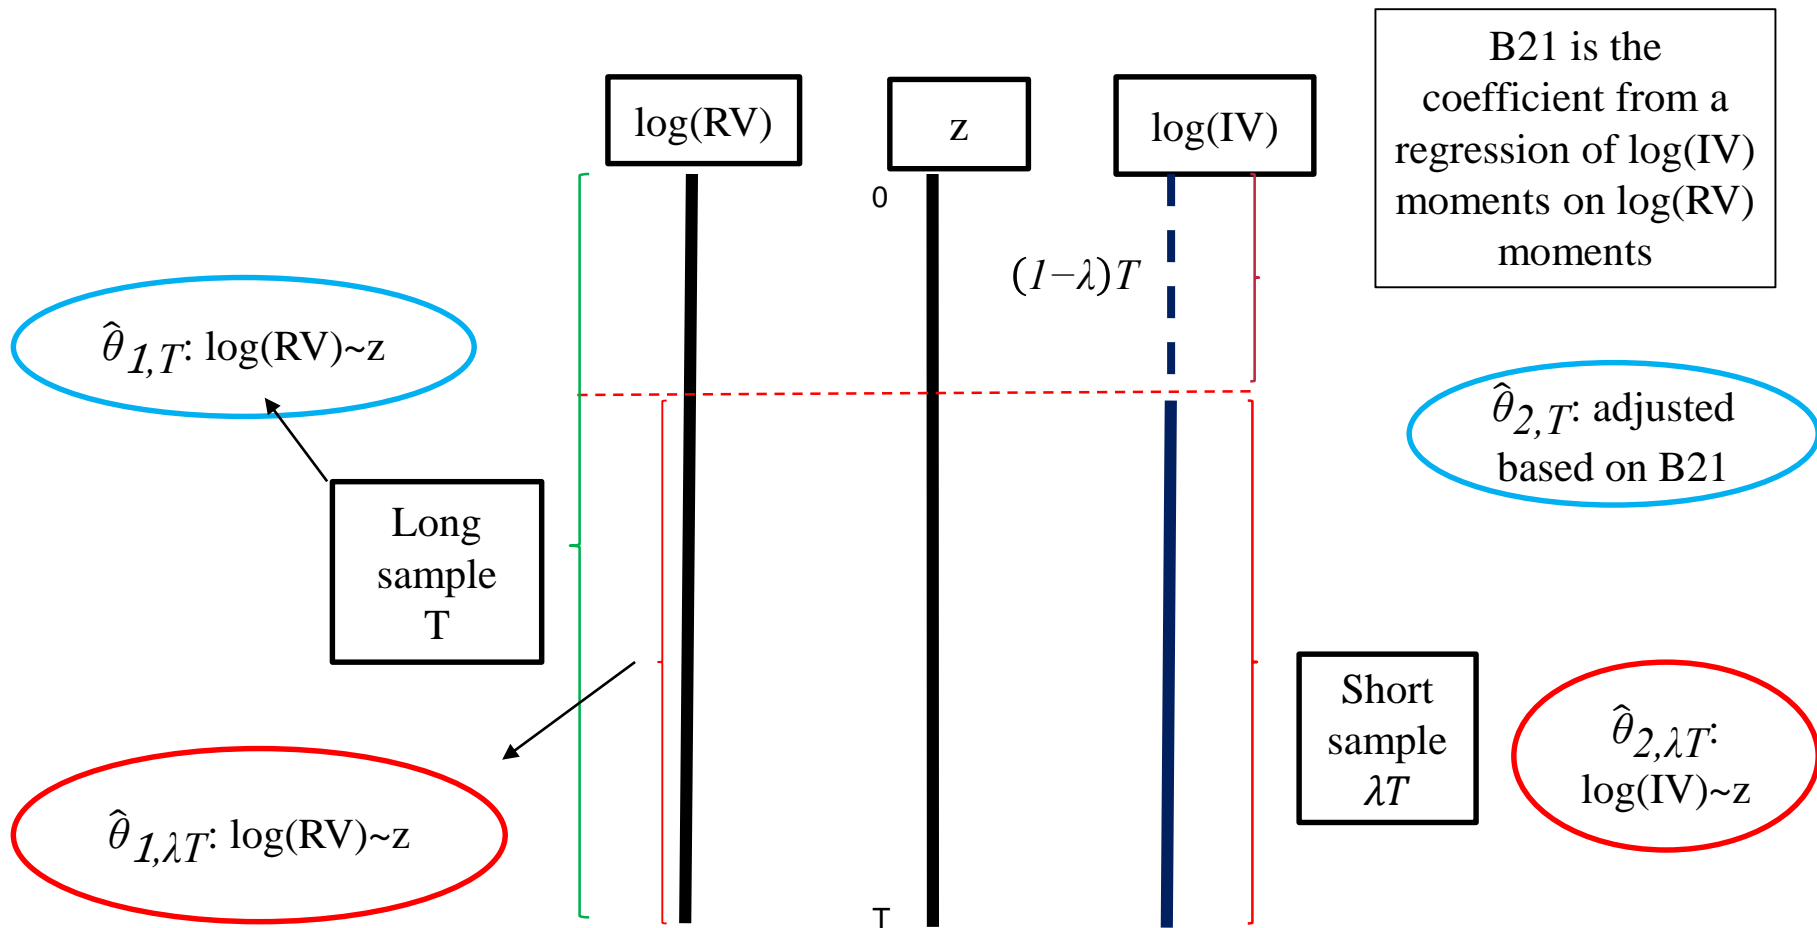 log(RV)
z
log(IV)
B21 is the
coefficient from a
regression of log(IV)
moments on log(RV)
moments
0
(1−λ)T
θ̂1,T: log(RV)~z
θ̂2,T: adjusted
based on B21
Long
sample
T
Short
sample
λT
θ̂2,λT:
log(IV)~z
θ̂1,λT: log(RV)~z
T